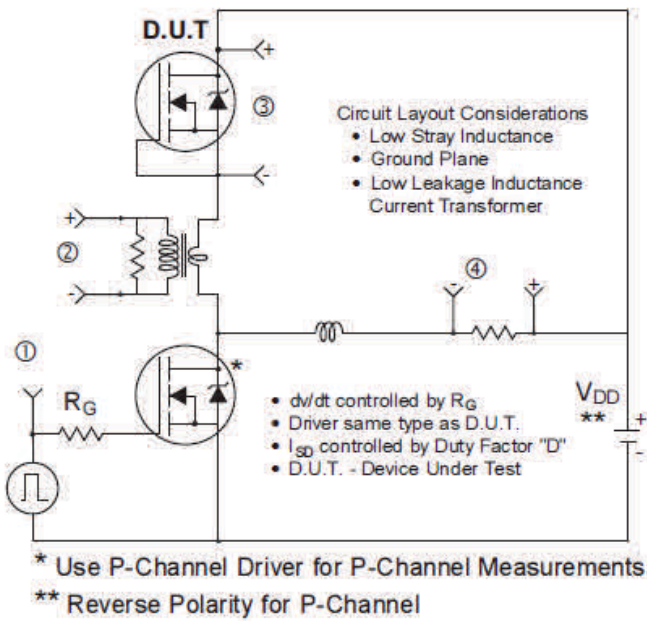 D.U.T
+
③
-
Circuit Layout Considerations
• Low Stray Inductance
• Ground Plane
• Low Leakage Inductance
Current Transformer
+
②
-
④
-
+
①
RG
*
• dv/dt controlled by RG
• Driver same type as D.U.T.
• ISD controlled by Duty Factor "D"
• D.U.T. - Device Under Test
VDD
**
+
-
* Use P-Channel Driver for P-Channel Measurements
** Reverse Polarity for P-Channel